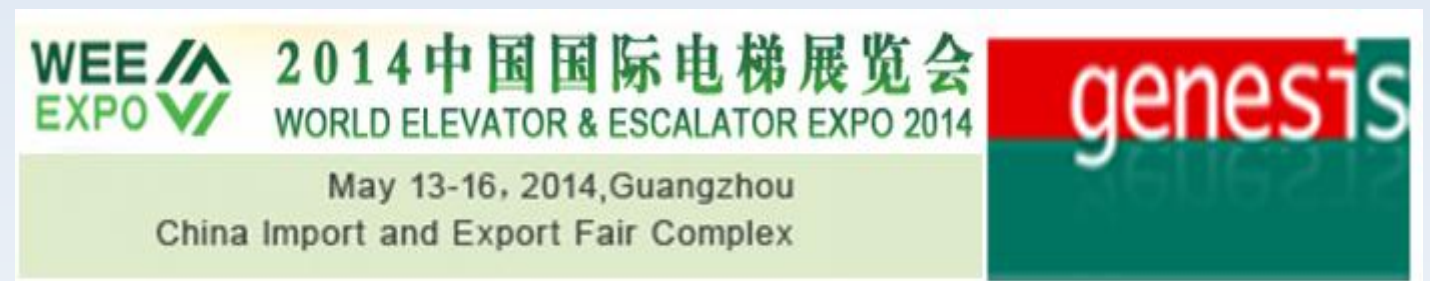 WEE
EXPO
2014中国国际电梯展览会
WORLD ELEVATOR & ESCALATOR EXPO 2014
May 13-16, 2014,Guangzhou
China Import and Export Fair Complex
genesis